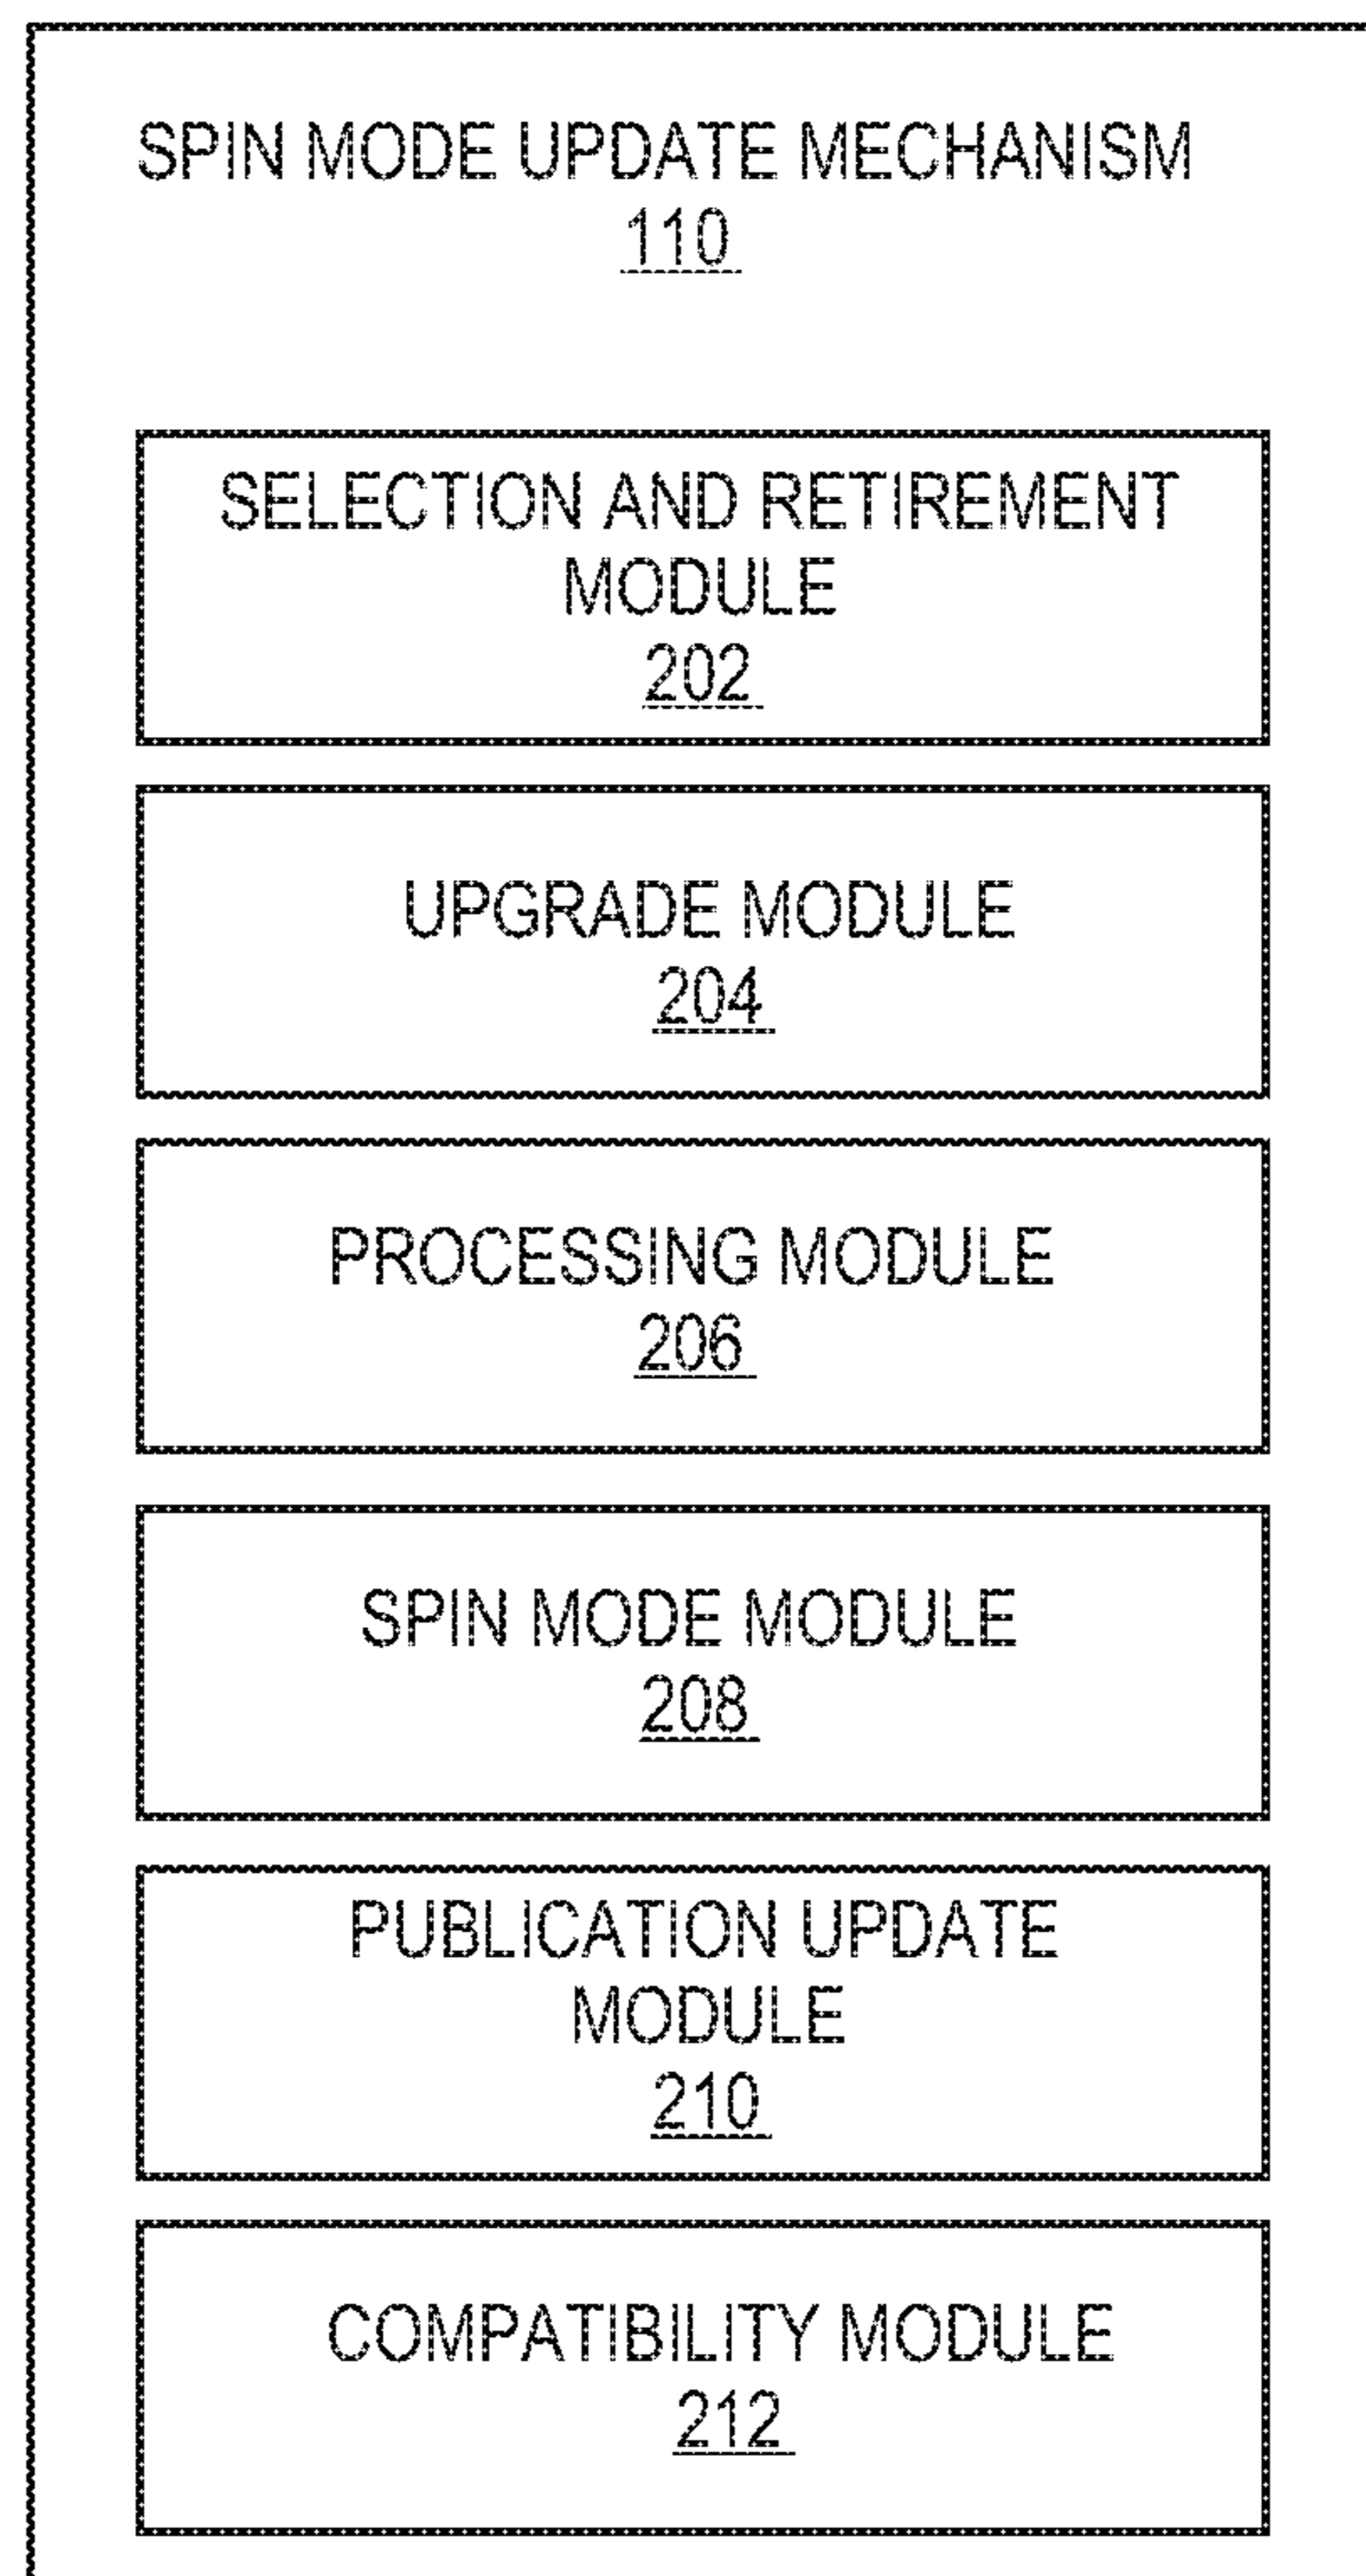 SPIN MODE UPDATE MECHANISM
110
SELECTION AND RETIREMENT
MODULE
202
UPGRADE MODULE
204
PROCESSING MODULE
206
SPIN MODE MODULE
208
PUBLICATION UPDATE
MODULE
210
COMPATIBILITY MODULE
212